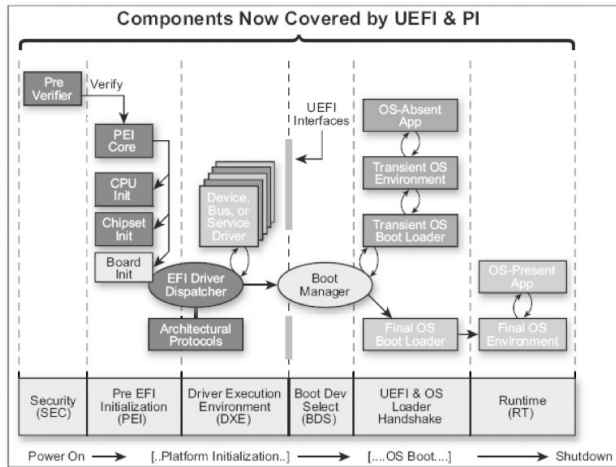 Components Now Covered by UEFI & PI
Pre
Verifier
Verify
PEI
Core
CPU
Init
Chipset
Init
Board
Init
Device,
Bus, or
Service
Driver
EFI Driver
Dispatcher
Architectural
Protocols
UEFI
Interfaces
Boot
Manager
OS-Absent
App
Transient OS
Environment
Transient OS
Boot Loader
Final OS
Boot Loader
OS-Present
App
Final OS
Environment
Security
(SEC)
Pre EFI
Initialization
(PEI)
Driver Execution
Environment
(DXE)
Boot Dev
Select
(BDS)
UEFI & OS
Loader
Handshake
Runtime
(RT)
Power On
[..Platform Initialization..]
[....OS Boot....]
Shutdown